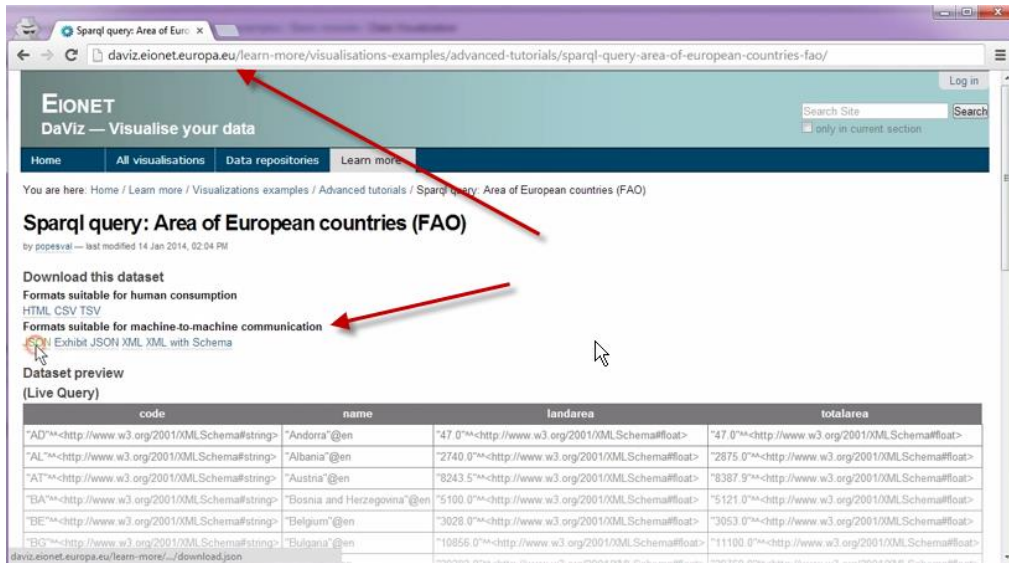 Sparql query: Area of Euro
daviz.eionet.europa.eu/learn-more/visualisations-examples/advanced-tutorials/sparql-query-area-of-european-countries-fao/
Log in
EIONET
DaViz — Visualise your data
Search Site
Search
only in current section
Home All visualisations Data repositories Learn more
You are here: Home / Learn more / Visualizations examples / Advanced tutorials / Sparql query: Area of European countries (FAO)
Sparql query: Area of European countries (FAO)
by popesval — last modified 14 Jan 2014, 02:04 PM
Download this dataset
Formats suitable for human consumption
HTML CSV TSV
Formats suitable for machine-to-machine communication
JSON Exhibit JSON XML XML with Schema
Dataset preview
(Live Query)
code name landarea totalarea
"AD"^^<http://www.w3.org/2001/XMLSchema#string> "Andorra"@en "47.0"^^<http://www.w3.org/2001/XMLSchema#float> "47.0"^^<http://www.w3.org/2001/XMLSchema#float>
"AL"^^<http://www.w3.org/2001/XMLSchema#string> "Albania"@en "2740.0"^^<http://www.w3.org/2001/XMLSchema#float> "2875.0"^^<http://www.w3.org/2001/XMLSchema#float>
"AT"^^<http://www.w3.org/2001/XMLSchema#string> "Austria"@en "8243.5"^^<http://www.w3.org/2001/XMLSchema#float> "8387.9"^^<http://www.w3.org/2001/XMLSchema#float>
"BA"^^<http://www.w3.org/2001/XMLSchema#string> "Bosnia and Herzegovina"@en "5100.0"^^<http://www.w3.org/2001/XMLSchema#float> "5121.0"^^<http://www.w3.org/2001/XMLSchema#float>
"BE"^^<http://www.w3.org/2001/XMLSchema#string> "Belgium"@en "3028.0"^^<http://www.w3.org/2001/XMLSchema#float> "3053.0"^^<http://www.w3.org/2001/XMLSchema#float>
"BG"^^<http://www.w3.org/2001/XMLSchema#string> "Bulgaria"@en "10856.0"^^<http://www.w3.org/2001/XMLSchema#float> "11100.0"^^<http://www.w3.org/2001/XMLSchema#float>
daviz.eionet.europa.eu/learn-more/.../download.json